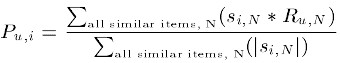 P_{u,i} = \frac{\sum_{\text{all similar items, N}} (s_{i,N} * R_{u,N})}{\sum_{\text{all similar items, N}} (|s_{i,N}|)}